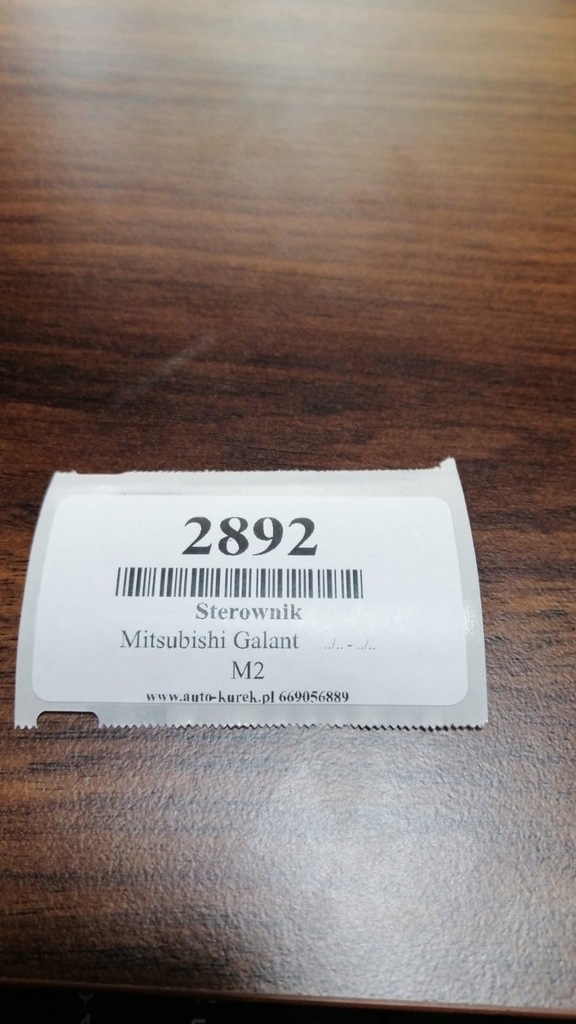 2892
Sterownik
Mitsubishi Galant ../.. - ../..
M2
www.auto-kurek.pl 669056889